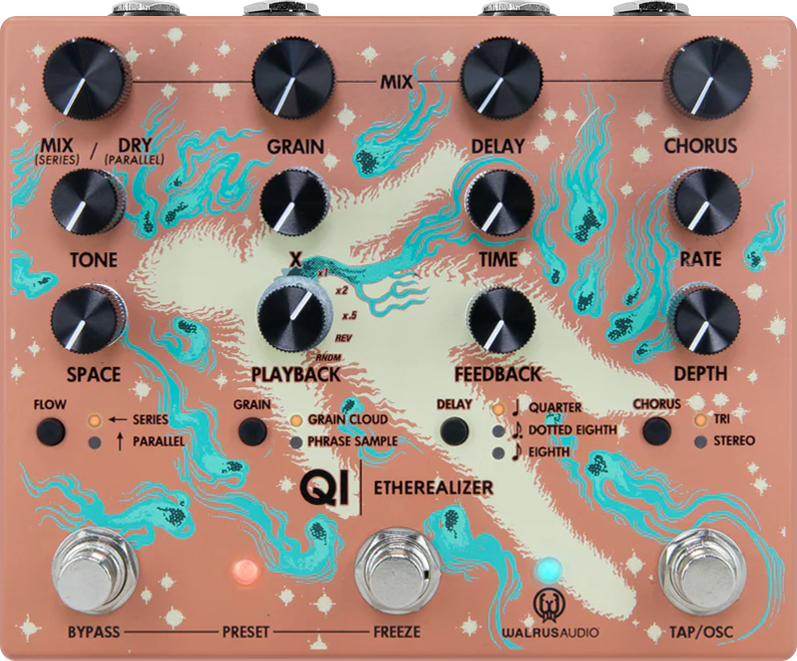 MIX
MIX / DRY
(SERIES) (PARALLEL)
GRAIN
DELAY
CHORUS
TONE
X
TIME
RATE
x1
x2
x.5
REV
RNDM
SPACE
PLAYBACK
FEEDBACK
DEPTH
FLOW
SERIES
PARALLEL
GRAIN
GRAIN CLOUD
PHRASE SAMPLE
DELAY
QUARTER
DOTTED EIGHTH
EIGHTH
CHORUS
TRI
STEREO
QI ETHEREALIZER
BYPASS
PRESET
FREEZE
WALRUSAUDIO
TAP/OSC